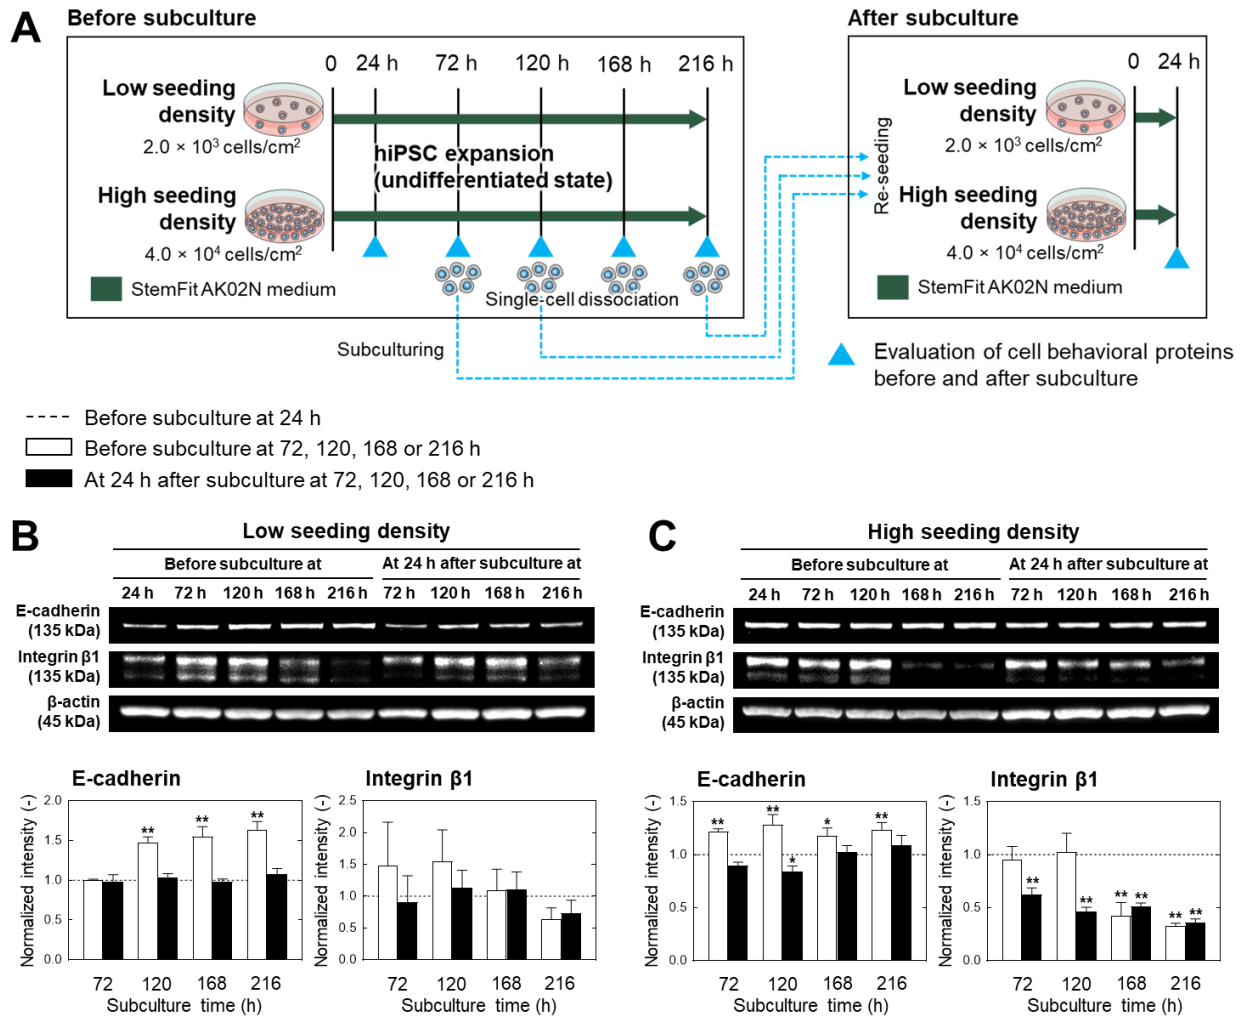 A
Before subculture
0 24 h 72 h 120 h 168 h 216 h
Low seeding
density
2.0 × 10³ cells/cm²
hiPSC expansion
(undifferentiated state)
High seeding
density
4.0 × 10⁴ cells/cm²
StemFit AK02N medium
Single-cell dissociation
Subculturing
Re-seeding
After subculture
0 24 h
Low seeding
density
2.0 × 10³ cells/cm²
High seeding
density
4.0 × 10⁴ cells/cm²
StemFit AK02N medium
Evaluation of cell behavioral proteins
before and after subculture
Before subculture at 24 h
Before subculture at 72, 120, 168 or 216 h
At 24 h after subculture at 72, 120, 168 or 216 h
B
Low seeding density
Before subculture at At 24 h after subculture at
24 h 72 h 120 h 168 h 216 h 72 h 120 h 168 h 216 h
E-cadherin
(135 kDa)
Integrin β1
(135 kDa)
β-actin
(45 kDa)
E-cadherin
Normalized intensity (-)
2.0
1.5
1.0
0.5
0.0
** ** **
72 120 168 216
Subculture time (h)
Integrin β1
Normalized intensity (-)
2.5
2.0
1.5
1.0
0.5
0.0
72 120 168 216
Subculture time (h)
C
High seeding density
Before subculture at At 24 h after subculture at
24 h 72 h 120 h 168 h 216 h 72 h 120 h 168 h 216 h
E-cadherin
(135 kDa)
Integrin β1
(135 kDa)
β-actin
(45 kDa)
E-cadherin
Normalized intensity (-)
1.5
1.0
0.5
0.0
** ** * * **
72 120 168 216
Subculture time (h)
Integrin β1
Normalized intensity (-)
1.5
1.0
0.5
0.0
** ** ** ** ** **
72 120 168 216
Subculture time (h)